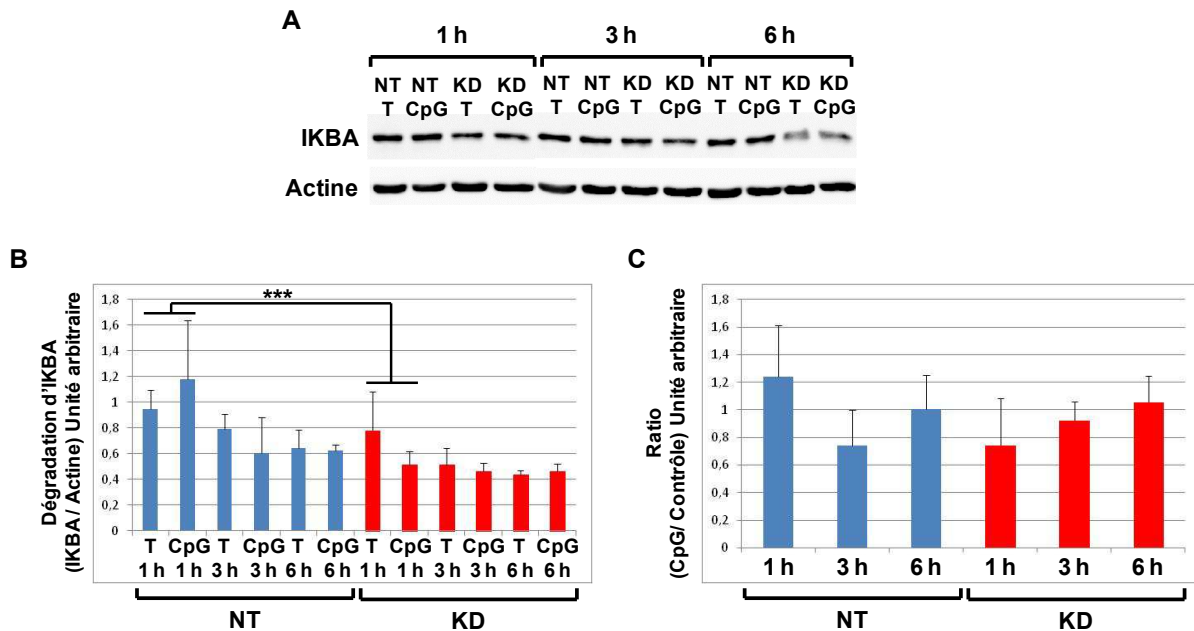 A
1 h 3 h 6 h
NT NT KD KD NT NT KD KD NT NT KD KD
T CpG T CpG T CpG T CpG T CpG T CpG
IKBA
Actine
B
Dégradation d'IKBA
(IKBA / Actine) Unité arbitraire
***
1,8
1,6
1,4
1,2
1
0,8
0,6
0,4
0,2
0
T CpG T CpG T CpG T CpG T CpG T CpG
1 h 1 h 3 h 3 h 6 h 6 h 1 h 1 h 3 h 3 h 6 h 6 h
NT KD
C
Ratio
(CpG/ Contrôle) Unité arbitraire
1,8
1,6
1,4
1,2
1
0,8
0,6
0,4
0,2
0
1 h 3 h 6 h 1 h 3 h 6 h
NT KD